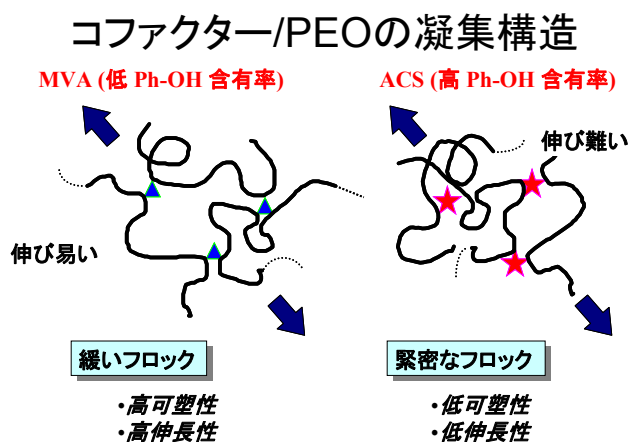 コファクター/PEOの凝集構造
MVA (低 Ph-OH 含有率)
ACS (高 Ph-OH 含有率)
伸び難い
伸び易い
緩いフロック
緊密なフロック
・高可塑性
・高伸長性
・低可塑性
・低伸長性